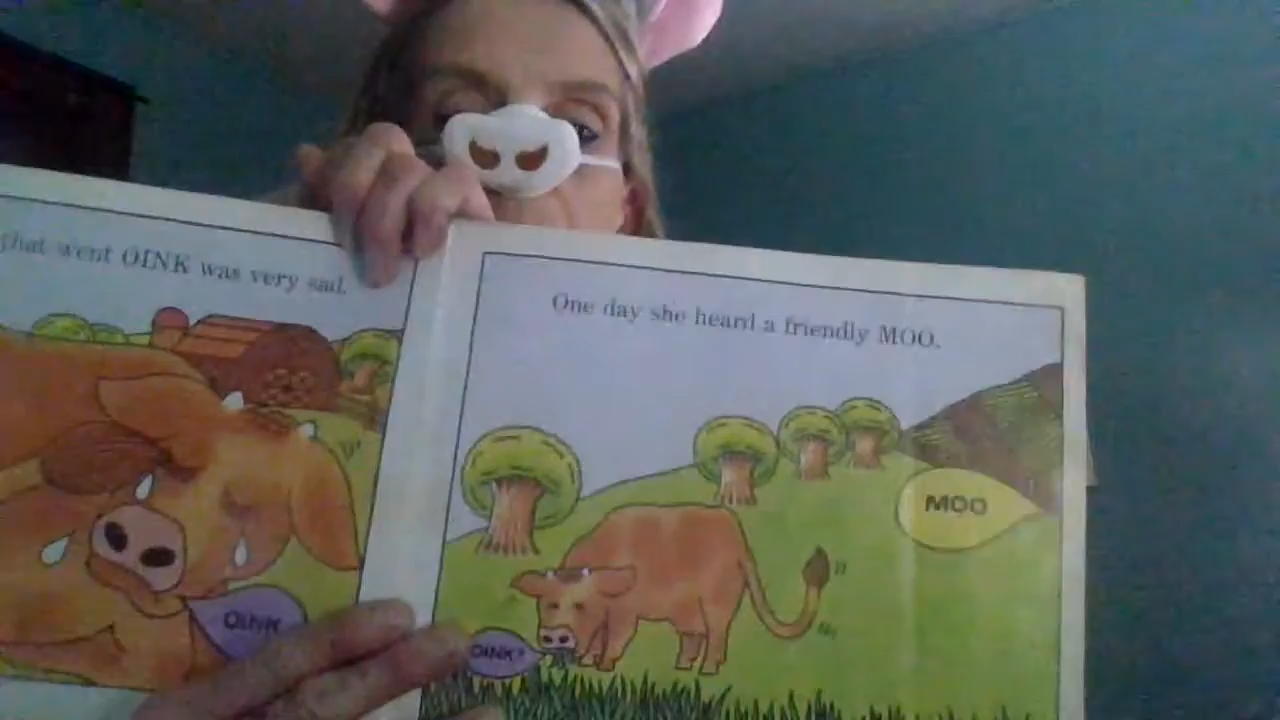 that went OINK was very sad.
OINK
One day she heard a friendly MOO.
MOO
OINK?